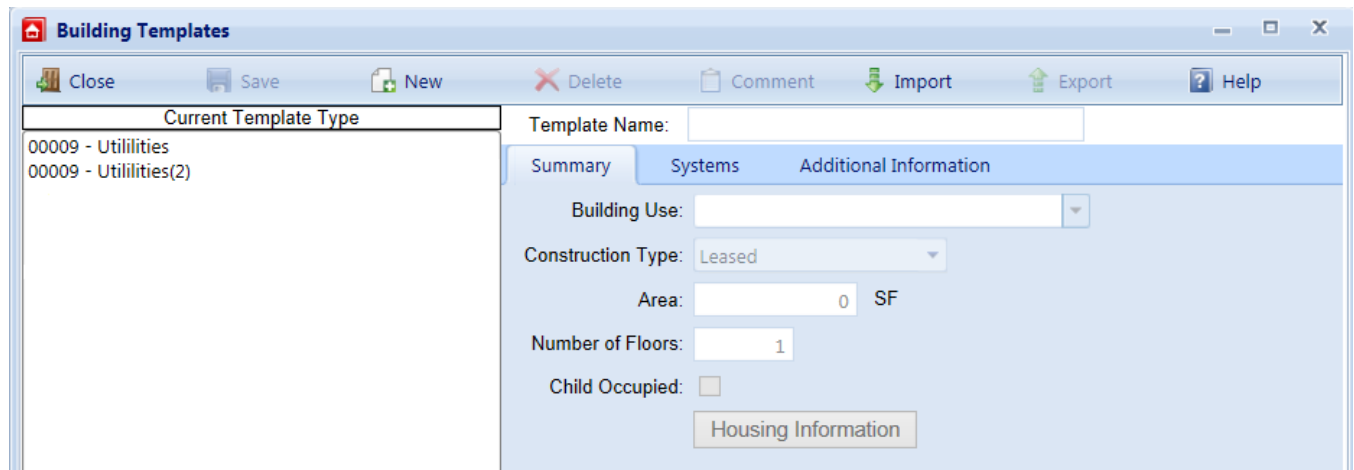 Building Templates
Close Save New Delete Comment Import Export ? Help
Current Template Type
00009 - Utililities
00009 - Utililities(2)
Template Name:
Summary Systems Additional Information
Building Use:
Construction Type: Leased
Area: 0 SF
Number of Floors: 1
Child Occupied:
Housing Information